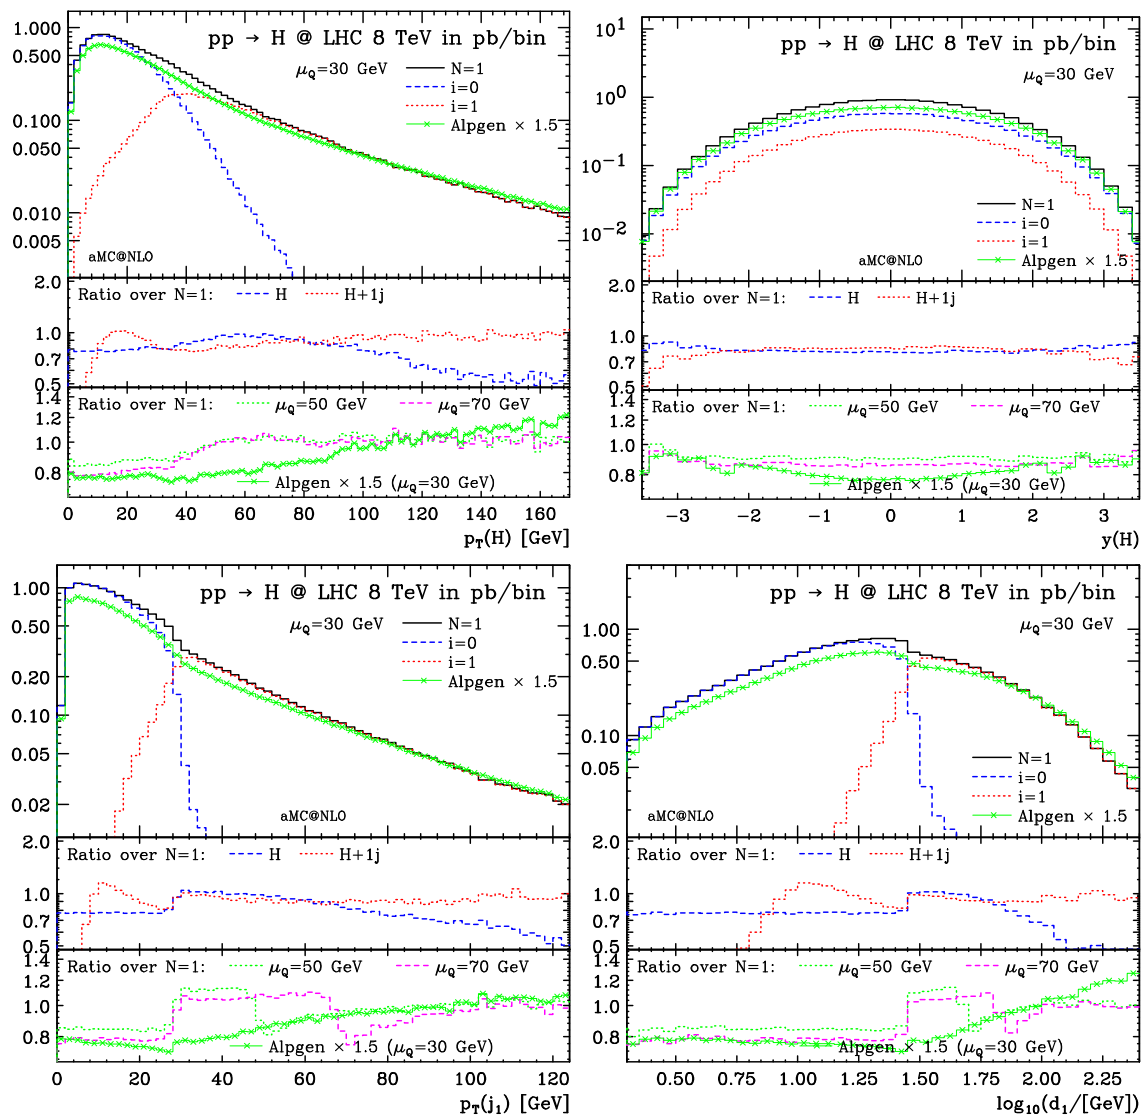 pp → H @ LHC 8 TeV in pb/bin
μQ=30 GeV
N=1
i=0
i=1
Alpgen × 1.5
1.000
0.500
0.100
0.050
0.010
0.005
aMC@NLO
Ratio over N=1: H H+1j
2.0
1.0
0.7
0.5
Ratio over N=1: μQ=50 GeV μQ=70 GeV
1.4
1.2
1.0
0.8
Alpgen × 1.5 (μQ=30 GeV)
0 20 40 60 80 100 120 140 160
pT(H) [GeV]
pp → H @ LHC 8 TeV in pb/bin
μQ=30 GeV
10^1
10^0
10^−1
10^−2
N=1
i=0
i=1
Alpgen × 1.5
aMC@NLO
Ratio over N=1: H H+1j
2.0
1.0
0.7
0.5
Ratio over N=1: μQ=50 GeV μQ=70 GeV
1.4
1.2
1.0
0.8
Alpgen × 1.5 (μQ=30 GeV)
−3 −2 −1 0 1 2 3
y(H)
pp → H @ LHC 8 TeV in pb/bin
μQ=30 GeV
N=1
i=0
i=1
Alpgen × 1.5
1.00
0.50
0.20
0.10
0.05
0.02
aMC@NLO
Ratio over N=1: H H+1j
2.0
1.0
0.7
0.5
Ratio over N=1: μQ=50 GeV μQ=70 GeV
1.4
1.2
1.0
0.8
Alpgen × 1.5 (μQ=30 GeV)
0 20 40 60 80 100 120
pT(j1) [GeV]
pp → H @ LHC 8 TeV in pb/bin
μQ=30 GeV
1.00
0.50
0.10
0.05
N=1
i=0
i=1
Alpgen × 1.5
aMC@NLO
Ratio over N=1: H H+1j
2.0
1.0
0.7
0.5
Ratio over N=1: μQ=50 GeV μQ=70 GeV
1.4
1.2
1.0
0.8
Alpgen × 1.5 (μQ=30 GeV)
0.50 0.75 1.00 1.25 1.50 1.75 2.00 2.25
log10(d1/[GeV])